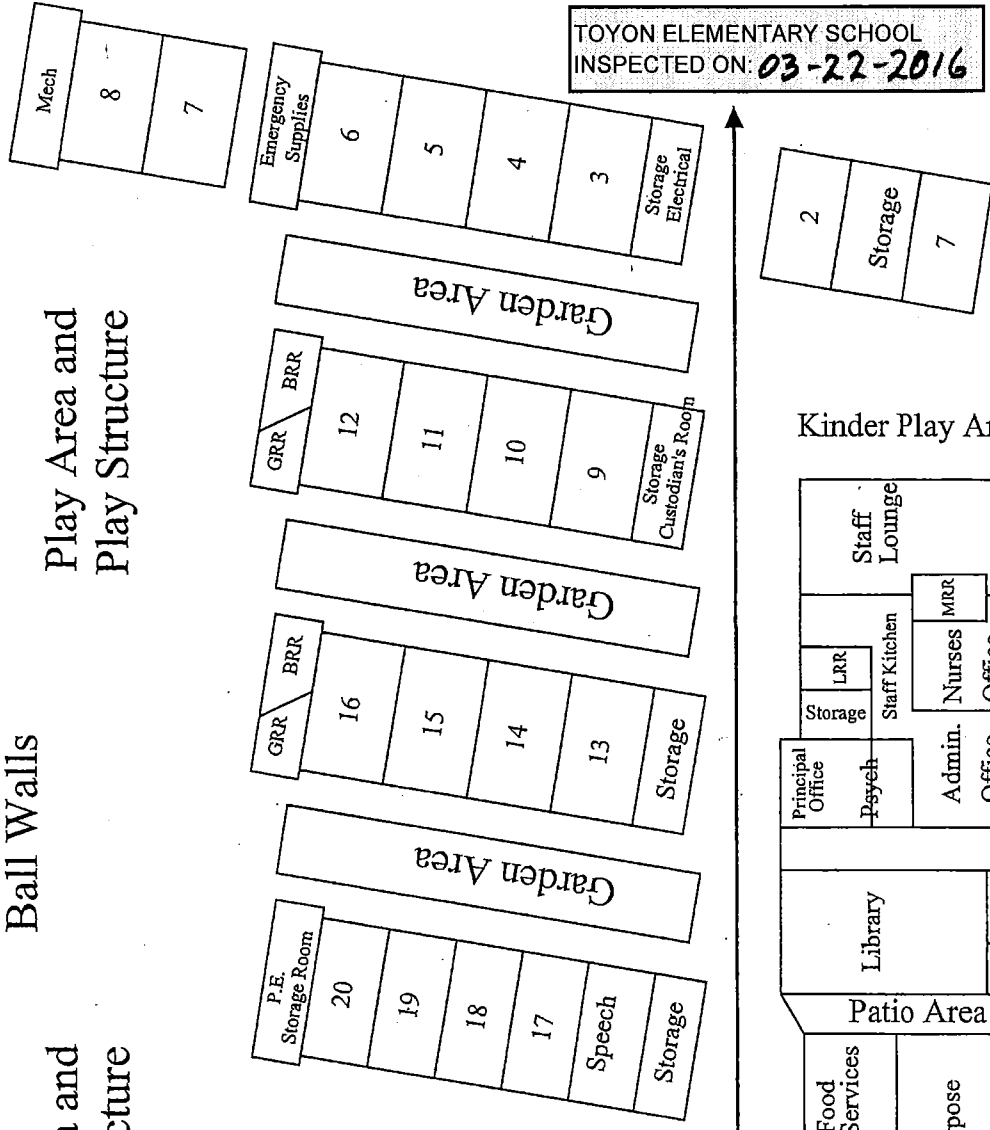 TOYON ELEMENTARY SCHOOL
INSPECTED ON: 03-22-2016
Mech
8
7
Emergency
Supplies
6
5
4
3
Storage
Electrical
2
Storage
7
Play Area and
Play Structure
Garden Area
GRR
BRR
12
11
10
9
Storage
Custodian's Room
Kinder Play
Staff
Lounge
MRR
LRR
Staff Kitchen
Nurses
Storage
Principal
Office
Psych
Admin.
Garden Area
GRR
BRR
16
15
14
13
Storage
Ball Walls
Garden Area
Library
Patio Area
P.E.
Storage Room
20
19
18
17
Speech
Storage
Food
Services
and